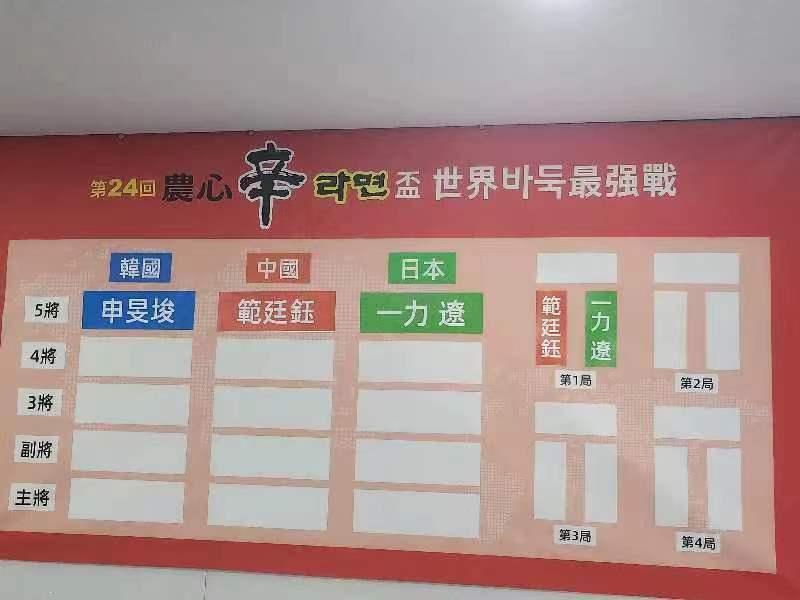 第24回 農心 辛 라면 盃 世界바둑最强戰
韓國 中國 日本
5將 申旻埈 範廷鈺 一力 遼
4將
3將
副將
主將
範廷鈺 一力 遼
第1局 第2局
第3局 第4局